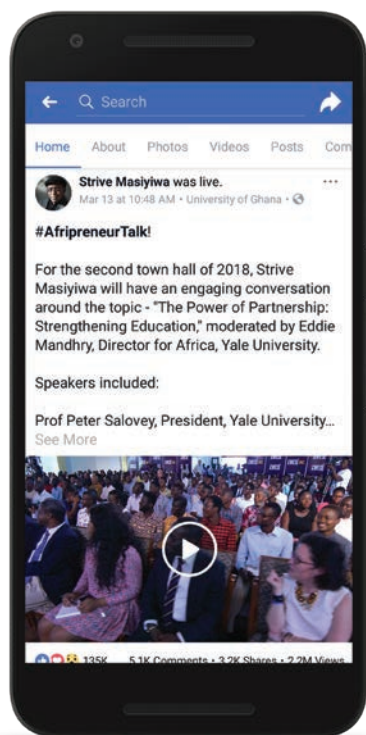 Search
Home About Photos Videos Posts Com
Strive Masiyiwa was live.
Mar 13 at 10:48 AM • University of Ghana •
#AfripreneurTalk!
For the second town hall of 2018, Strive
Masiyiwa will have an engaging conversation
around the topic - "The Power of Partnership:
Strengthening Education," moderated by Eddie
Mandhry, Director for Africa, Yale University.
Speakers included:
Prof Peter Salovey, President, Yale University...
See More
135K 5.1K Comments • 3.2K Shares • 2.2M Views